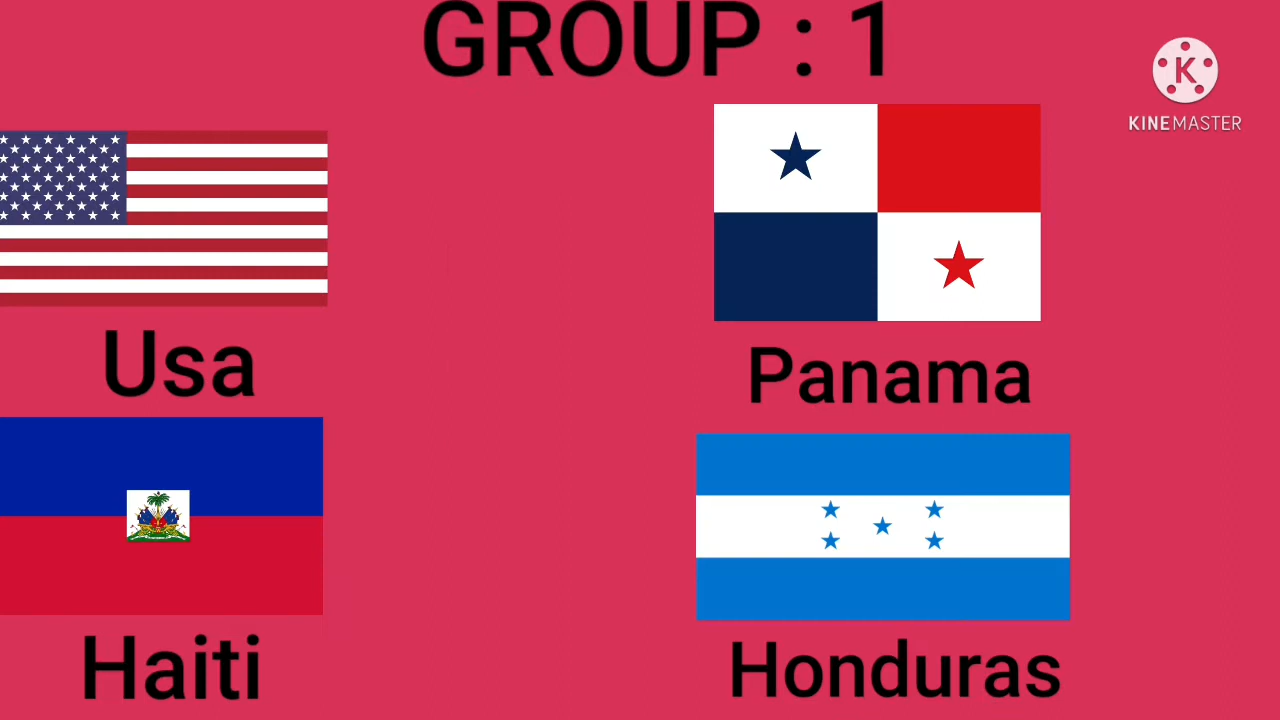 GROUP : 1
K
KINEMASTER
Usa
Panama
Haiti
Honduras